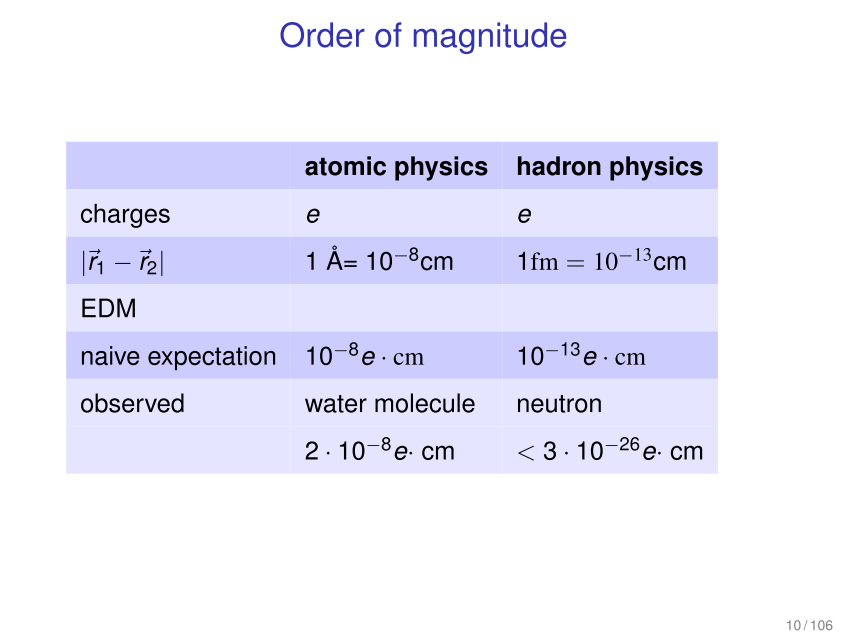 Order of magnitude
atomic physics hadron physics
charges e e
|r⃗₁ − r⃗₂| 1 Å= 10⁻⁸cm 1fm = 10⁻¹³cm
EDM
naive expectation 10⁻⁸e · cm 10⁻¹³e · cm
observed water molecule neutron
2 · 10⁻⁸e· cm < 3 · 10⁻²⁶e· cm
10 / 106